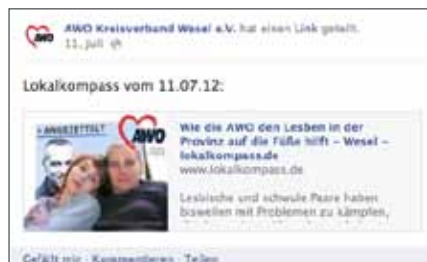 AWO Kreisverband Wesel e.V. hat einen Link geteilt.
11. Juli
Lokalkompass vom 11.07.12:
ANGEZETTELT
AWO
Wie die AWO den Lesben in der
Provinz auf die Füße hilft – Wesel –
lokalkompass.de
www.lokalkompass.de
Lesbische und schwule Paare haben
bisweilen mit Problemen zu kämpfen,
Gefällt mir · Kommentieren · Teilen